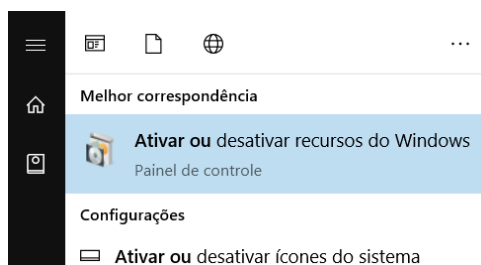 Melhor correspondência
Ativar ou desativar recursos do Windows
Painel de controle
Configurações
Ativar ou desativar ícones do sistema